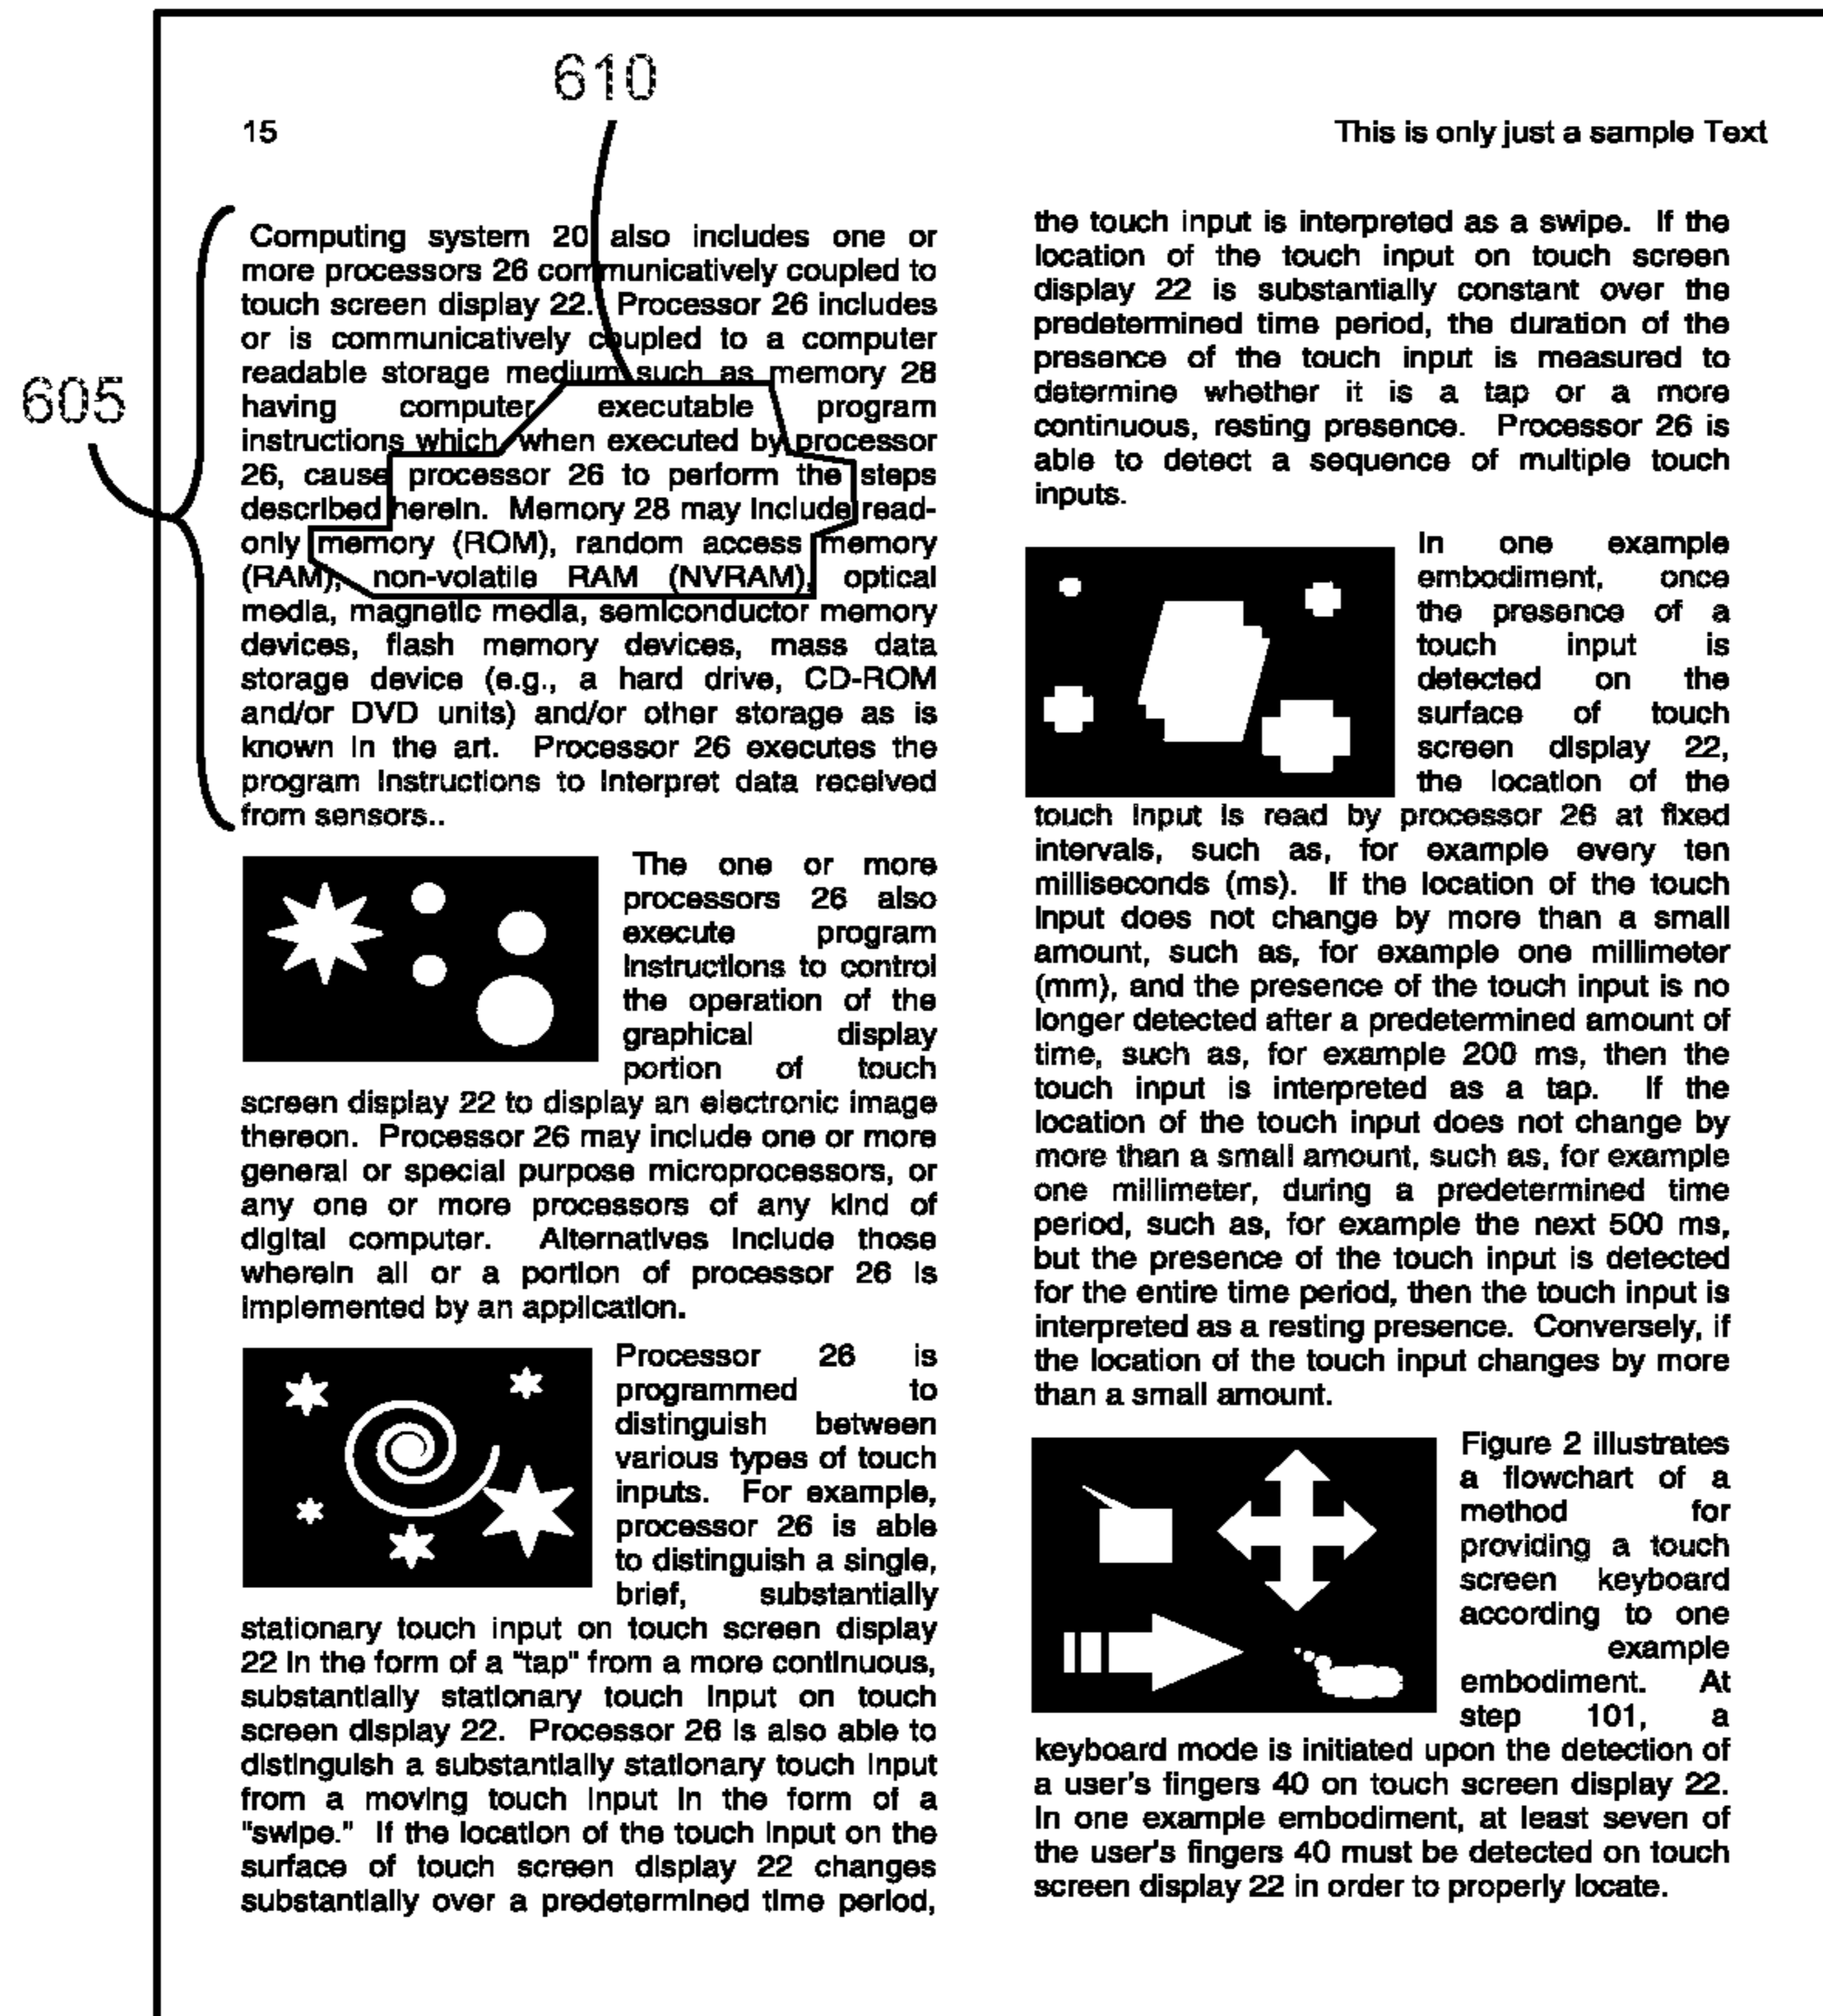 610
15
This is only just a sample Text
605
Computing system 20 also includes one or
more processors 26 communicatively coupled to
touch screen display 22. Processor 26 includes
or is communicatively coupled to a computer
readable storage medium such as memory 28
having computer executable program
instructions which, when executed by processor
26, cause processor 26 to perform the steps
described herein. Memory 28 may include read-
only memory (ROM), random access memory
(RAM), non-volatile RAM (NVRAM), optical
media, magnetic media, semiconductor memory
devices, flash memory devices, mass data
storage device (e.g., a hard drive, CD-ROM
and/or DVD units) and/or other storage as is
known in the art. Processor 26 executes the
program instructions to interpret data received
from sensors..
The one or more
processors 26 also
execute program
instructions to control
the operation of the
graphical display
portion of touch
screen display 22 to display an electronic image
thereon. Processor 26 may include one or more
general or special purpose microprocessors, or
any one or more processors of any kind of
digital computer. Alternatives include those
wherein all or a portion of processor 26 is
implemented by an application.
Processor 26 is
programmed to
distinguish between
various types of touch
inputs. For example,
processor 26 is able
to distinguish a single,
brief, substantially
stationary touch input on touch screen display
22 in the form of a "tap" from a more continuous,
substantially stationary touch input on touch
screen display 22. Processor 26 is also able to
distinguish a substantially stationary touch input
from a moving touch input in the form of a
"swipe." If the location of the touch input on the
surface of touch screen display 22 changes
substantially over a predetermined time period,
the touch input is interpreted as a swipe. If the
location of the touch input on touch screen
display 22 is substantially constant over the
predetermined time period, the duration of the
presence of the touch input is measured to
determine whether it is a tap or a more
continuous, resting presence. Processor 26 is
able to detect a sequence of multiple touch
inputs.
In one example
embodiment, once
the presence of a
touch input is
detected on the
surface of touch
screen display 22,
the location of the
touch input is read by processor 26 at fixed
intervals, such as, for example every ten
milliseconds (ms). If the location of the touch
input does not change by more than a small
amount, such as, for example one millimeter
(mm), and the presence of the touch input is no
longer detected after a predetermined amount of
time, such as, for example 200 ms, then the
touch input is interpreted as a tap. If the
location of the touch input does not change by
more than a small amount, such as, for example
one millimeter, during a predetermined time
period, such as, for example the next 500 ms,
but the presence of the touch input is detected
for the entire time period, then the touch input is
interpreted as a resting presence. Conversely, if
the location of the touch input changes by more
than a small amount.
Figure 2 illustrates
a flowchart of a
method for
providing a touch
screen keyboard
according to one
example
embodiment. At
step 101, a
keyboard mode is initiated upon the detection of
a user's fingers 40 on touch screen display 22.
In one example embodiment, at least seven of
the user's fingers 40 must be detected on touch
screen display 22 in order to properly locate.